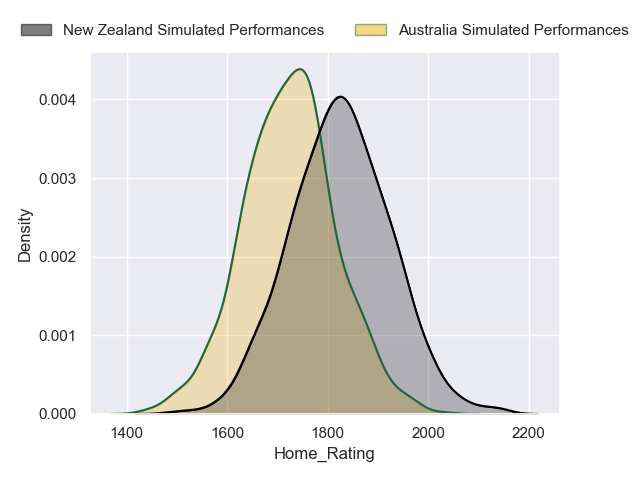 New Zealand Simulated Performances
Australia Simulated Performances
0.004
0.003
0.002
0.001
0.000
Density
1400 1600 1800 2000 2200
Home_Rating